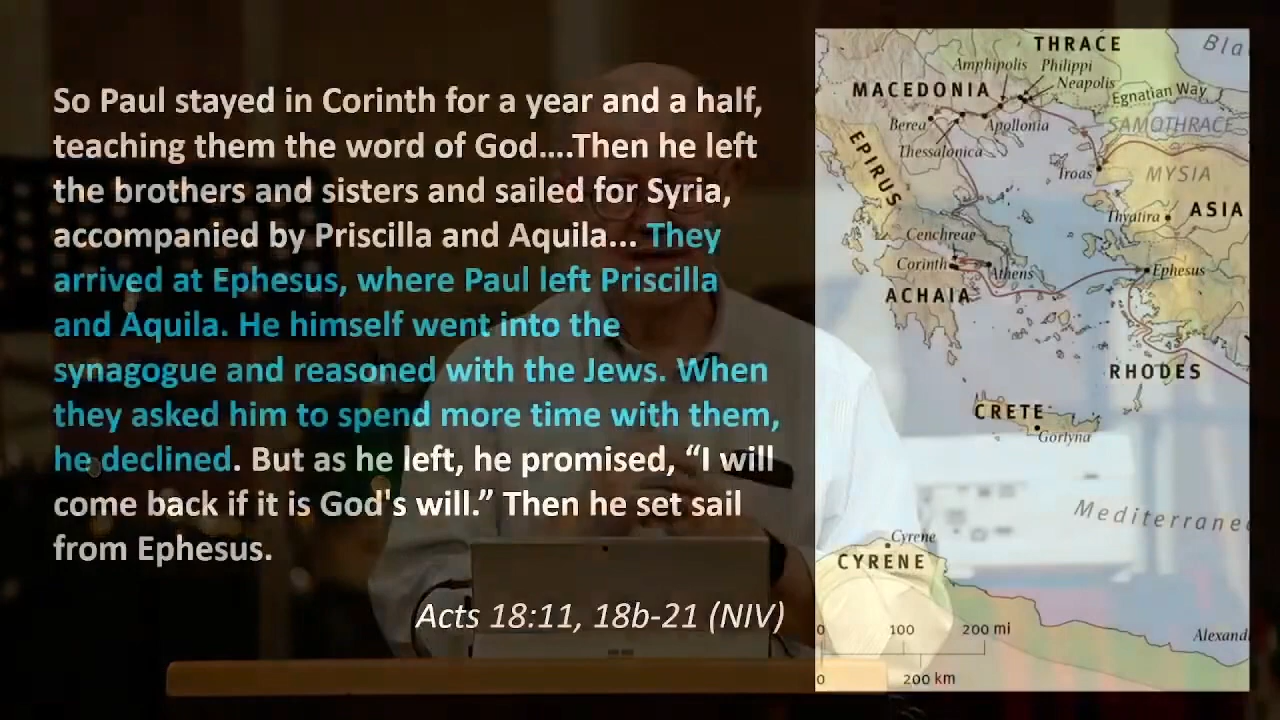 So Paul stayed in Corinth for a year and a half,
teaching them the word of God....Then he left
the brothers and sisters and sailed for Syria,
accompanied by Priscilla and Aquila... They
arrived at Ephesus, where Paul left Priscilla
and Aquila. He himself went into the
synagogue and reasoned with the Jews. When
they asked him to spend more time with them,
he declined. But as he left, he promised, “I will
come back if it is God's will.” Then he set sail
from Ephesus.
Acts 18:11, 18b-21 (NIV)
THRACE
Bla
Amphipolis
Philippi
Neapolis
MACEDONIA
Egnatian Way
Berea
Apollonia
SAMOTHRACE
EPIRUS
Thessalonica
Troas
MYSIA
Thyatira
ASIA
Cenchreae
Corinth
Athens
Ephesus
ACHAIA
RHODES
CRETE
Gortyna
Mediterrane
Cyrene
CYRENE
0 100 200 mi
Alexand
0 200 km